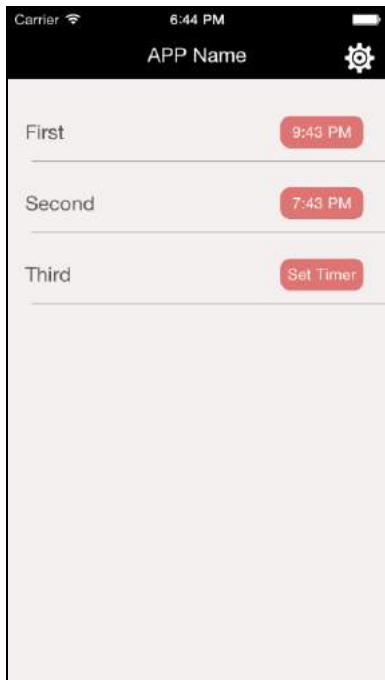 Carrier 6:44 PM
APP Name
First 9:43 PM
Second 7:43 PM
Third Set Timer